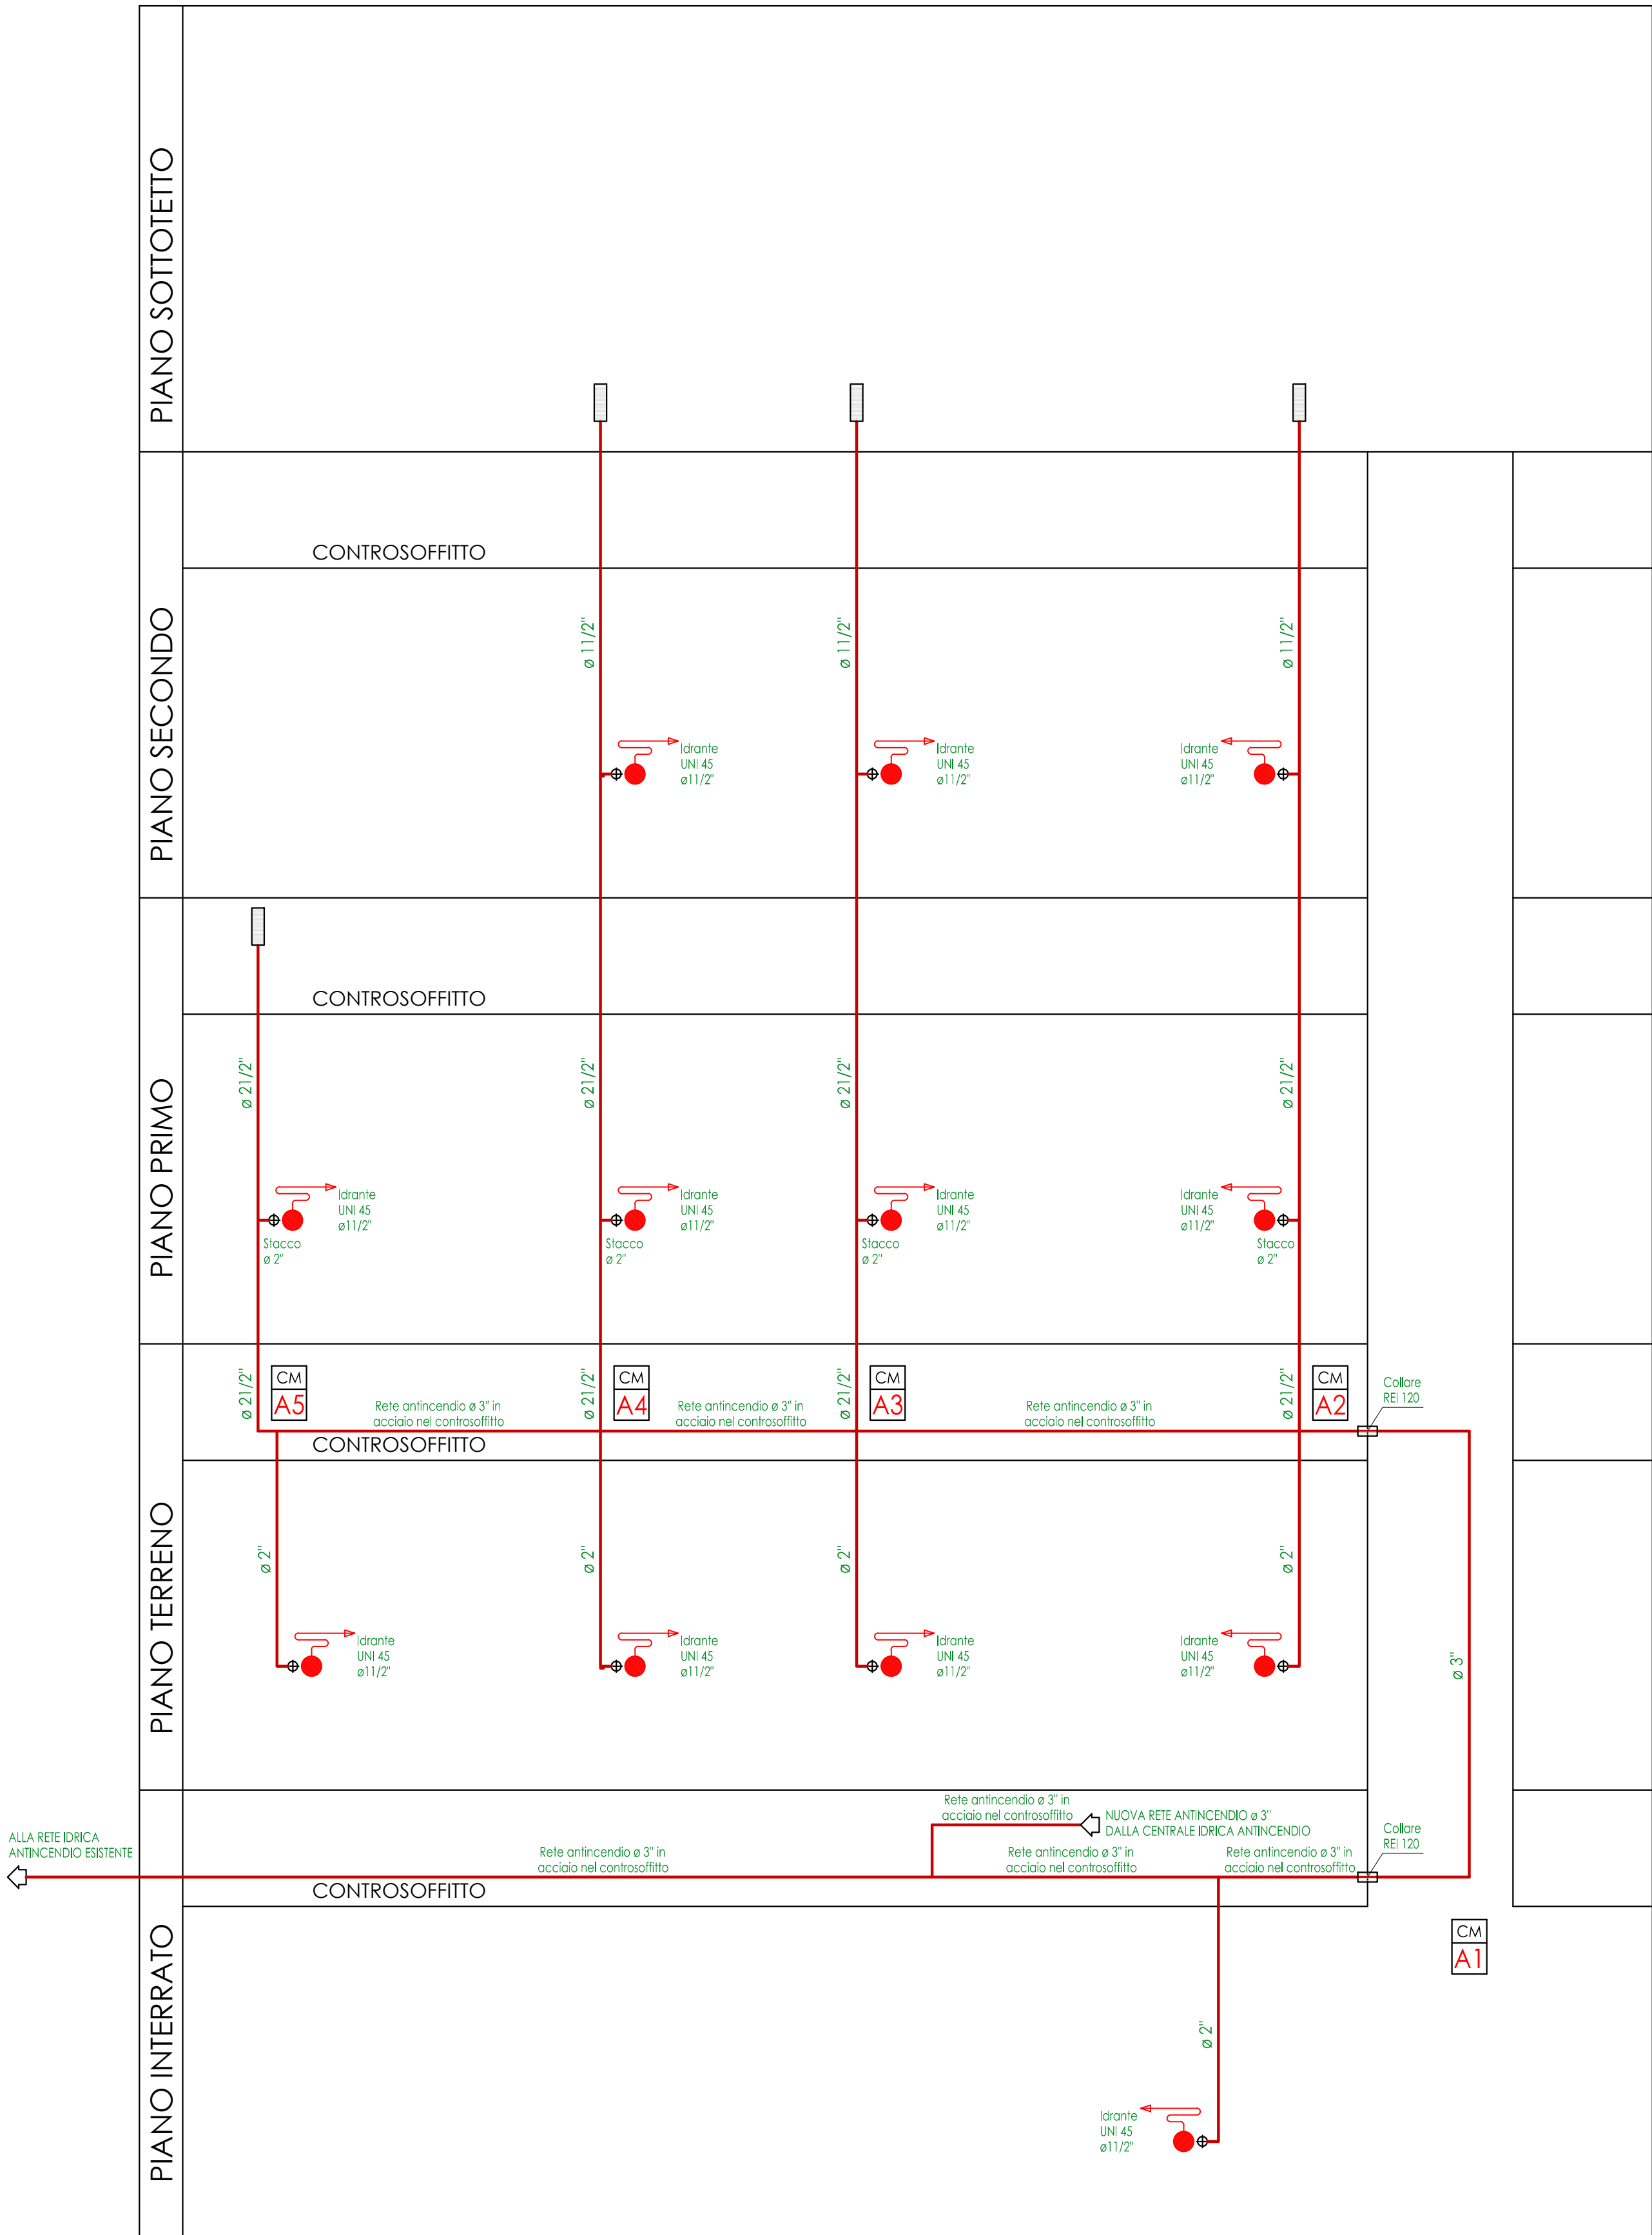 PIANO SOTTOTETTO
PIANO SECONDO
CONTROSOFFITTO
ø 11/2"
ø 11/2"
ø 11/2"
Idrante
UNI 45
ø11/2"
Idrante
UNI 45
ø11/2"
Idrante
UNI 45
ø11/2"
PIANO PRIMO
CONTROSOFFITTO
ø 21/2"
ø 21/2"
ø 21/2"
ø 21/2"
Idrante
UNI 45
ø11/2"
Stacco
ø 2"
Idrante
UNI 45
ø11/2"
Stacco
ø 2"
Idrante
UNI 45
ø11/2"
Stacco
ø 2"
Idrante
UNI 45
ø11/2"
Stacco
ø 2"
PIANO TERRENO
ø 21/2"
CM
A5
Rete antincendio ø 3" in
acciaio nel controsoffitto
ø 21/2"
CM
A4
Rete antincendio ø 3" in
acciaio nel controsoffitto
ø 21/2"
CM
A3
Rete antincendio ø 3" in
acciaio nel controsoffitto
ø 21/2"
CM
A2
Collare
REI 120
CONTROSOFFITTO
ø 2"
ø 2"
ø 2"
ø 2"
Idrante
UNI 45
ø11/2"
Idrante
UNI 45
ø11/2"
Idrante
UNI 45
ø11/2"
Idrante
UNI 45
ø11/2"
ø 3"
PIANO INTERRATO
Rete antincendio ø 3" in
acciaio nel controsoffitto
NUOVA RETE ANTINCENDIO ø 3"
DALLA CENTRALE IDRICA ANTINCENDIO
ALLA RETE IDRICA
ANTINCENDIO ESISTENTE
Rete antincendio ø 3" in
acciaio nel controsoffitto
Rete antincendio ø 3" in
acciaio nel controsoffitto
Rete antincendio ø 3" in
acciaio nel controsoffitto
Collare
REI 120
CONTROSOFFITTO
CM
A1
ø 2"
Idrante
UNI 45
ø11/2"